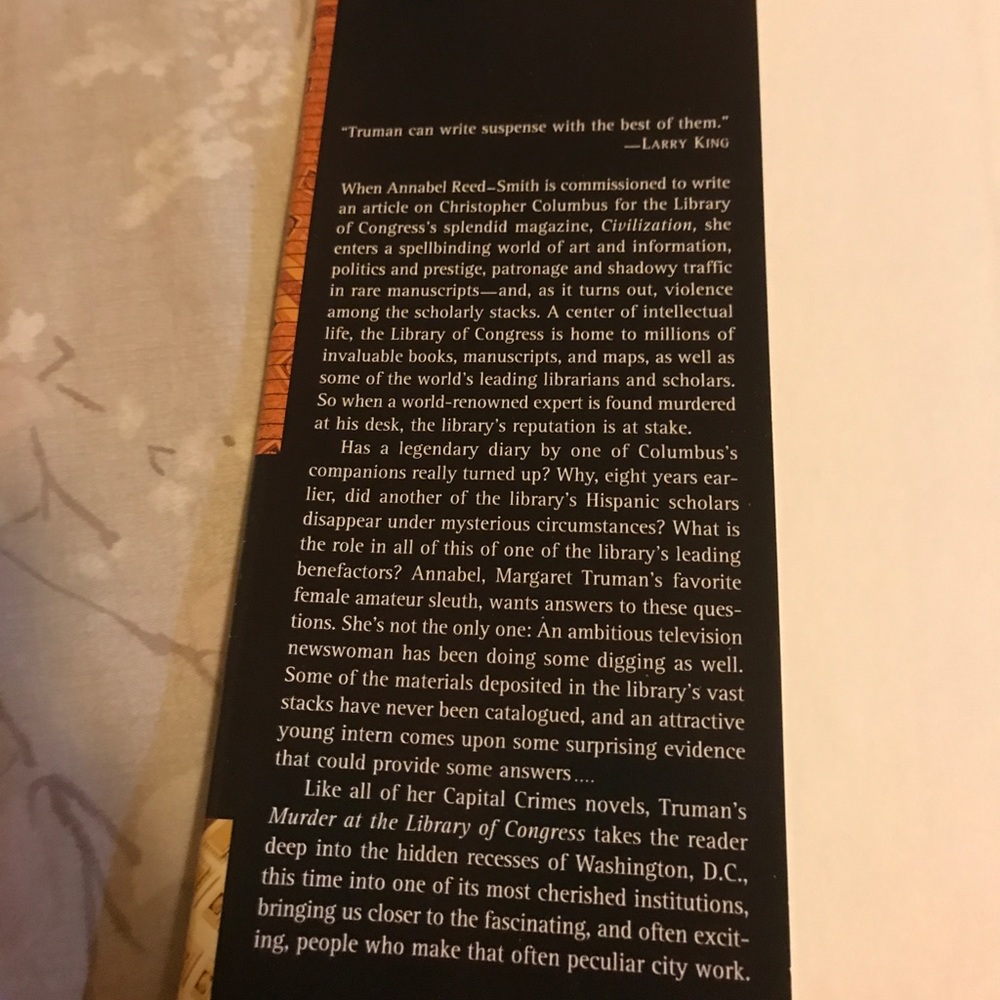 “Truman can write suspense with the best of them.”
—LARRY KING
When Annabel Reed–Smith is commissioned to write
an article on Christopher Columbus for the Library
of Congress’s splendid magazine, Civilization, she
enters a spellbinding world of art and information,
politics and prestige, patronage and shadowy traffic
in rare manuscripts—and, as it turns out, violence
among the scholarly stacks. A center of intellectual
life, the Library of Congress is home to millions of
invaluable books, manuscripts, and maps, as well as
some of the world’s leading librarians and scholars.
So when a world-renowned expert is found murdered
at his desk, the library’s reputation is at stake.
Has a legendary diary by one of Columbus’s
companions really turned up? Why, eight years ear-
lier, did another of the library’s Hispanic scholars
disappear under mysterious circumstances? What is
the role in all of this of one of the library’s leading
benefactors? Annabel, Margaret Truman’s favorite
female amateur sleuth, wants answers to these ques-
tions. She’s not the only one: An ambitious television
newswoman has been doing some digging as well.
Some of the materials deposited in the library’s vast
stacks have never been catalogued, and an attractive
young intern comes upon some surprising evidence
that could provide some answers....
Like all of her Capital Crimes novels, Truman’s
Murder at the Library of Congress takes the reader
deep into the hidden recesses of Washington, D.C.,
this time into one of its most cherished institutions,
bringing us closer to the fascinating, and often excit-
ing, people who make that often peculiar city work.